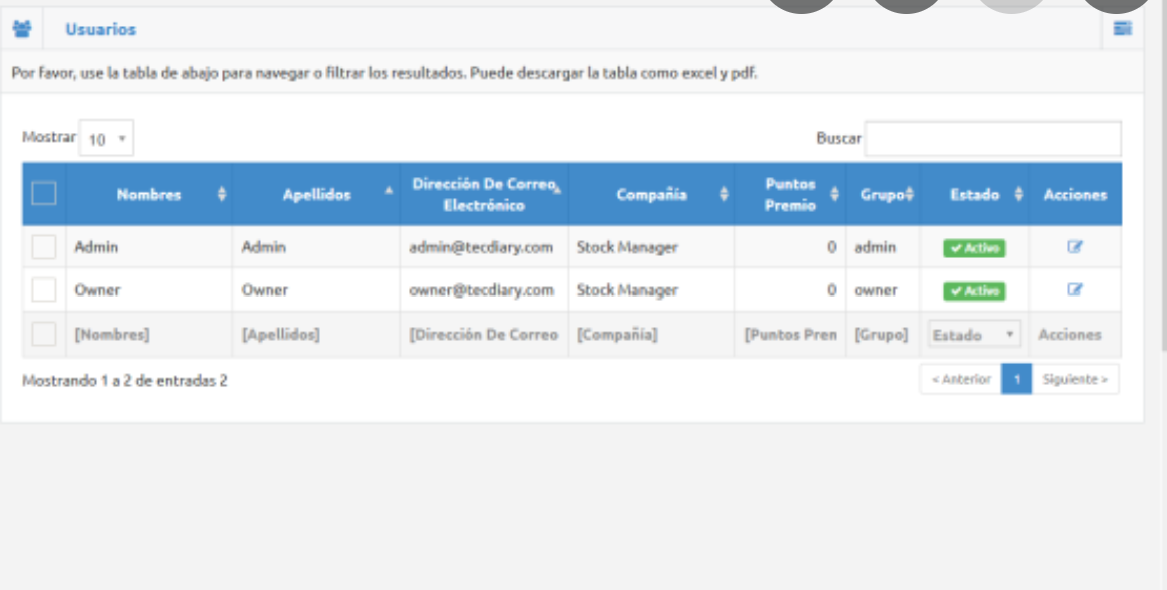 Usuarios
Por favor, use la tabla de abajo para navegar o filtrar los resultados. Puede descargar la tabla como excel y pdf.
Mostrar 10 Buscar
Nombres Apellidos Dirección De Correo Electrónico Compañía Puntos Premio Grupo Estado Acciones
Admin Admin admin@tecdiary.com Stock Manager 0 admin Activo
Owner Owner owner@tecdiary.com Stock Manager 0 owner Activo
[Nombres] [Apellidos] [Dirección De Correo [Compañía] [Puntos Pren [Grupo] Estado Acciones
Mostrando 1 a 2 de entradas 2 < Anterior 1 Siguiente >